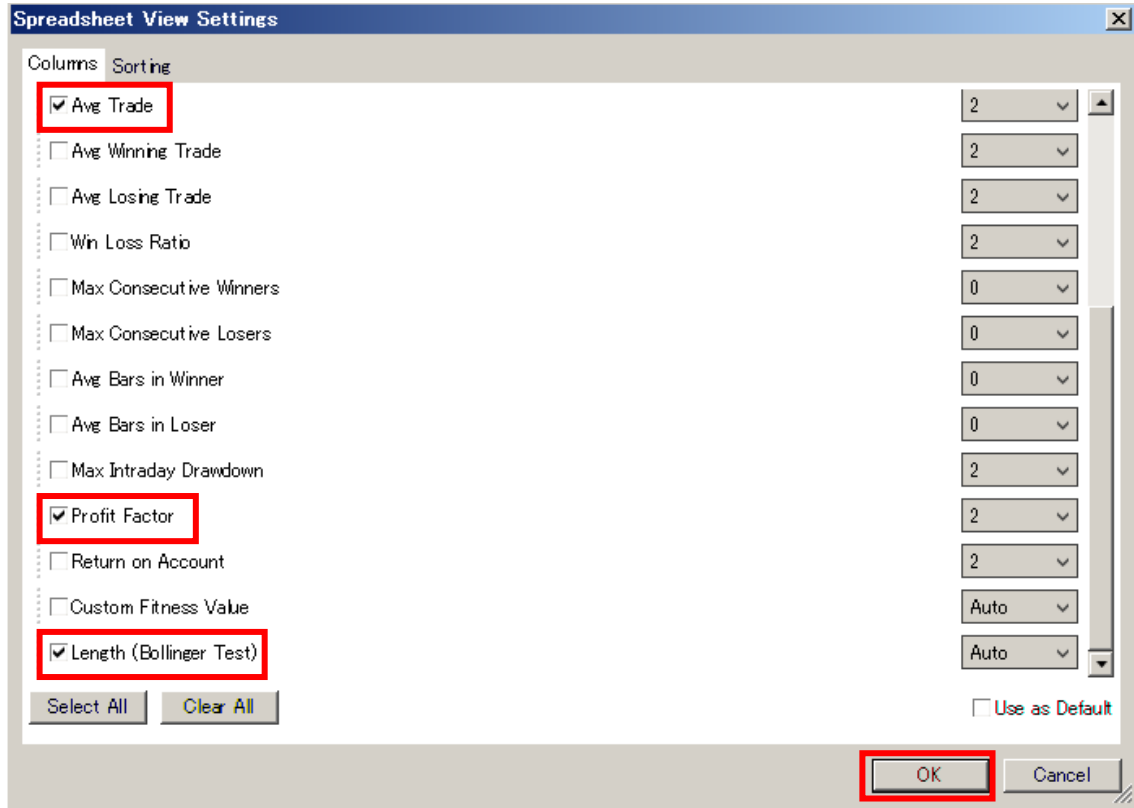 Spreadsheet View Settings
Columns Sorting
Avg Trade 2
Avg Winning Trade 2
Avg Losing Trade 2
Win Loss Ratio 2
Max Consecutive Winners 0
Max Consecutive Losers 0
Avg Bars in Winner 0
Avg Bars in Loser 0
Max Intraday Drawdown 2
Profit Factor 2
Return on Account 2
Custom Fitness Value Auto
Length (Bollinger Test) Auto
Select All Clear All Use as Default
OK Cancel